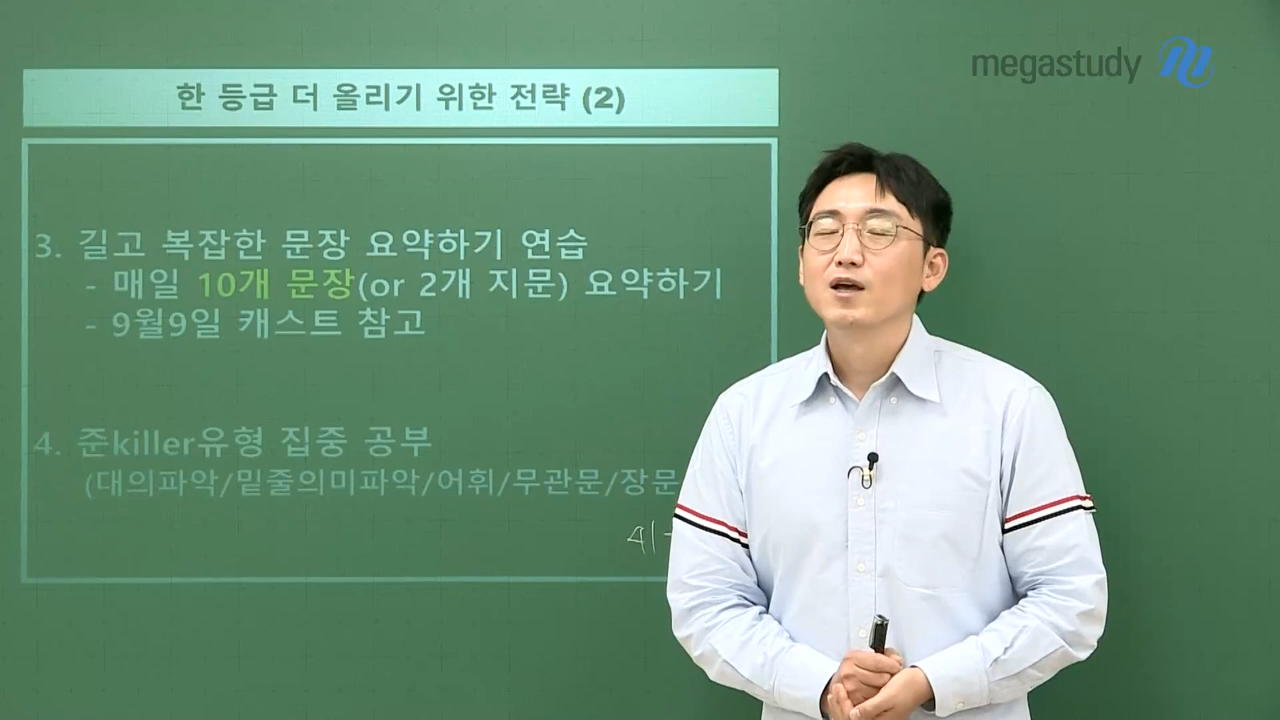 megastudy
한 등급 더 올리기 위한 전략 (2)
3. 길고 복잡한 문장 요약하기 연습
- 매일 10개 문장(or 2개 지문) 요약하기
- 9월9일 캐스트 참고
4. 준killer유형 집중 공부
(대의파악/밑줄의미파악/어휘/무관문/장문